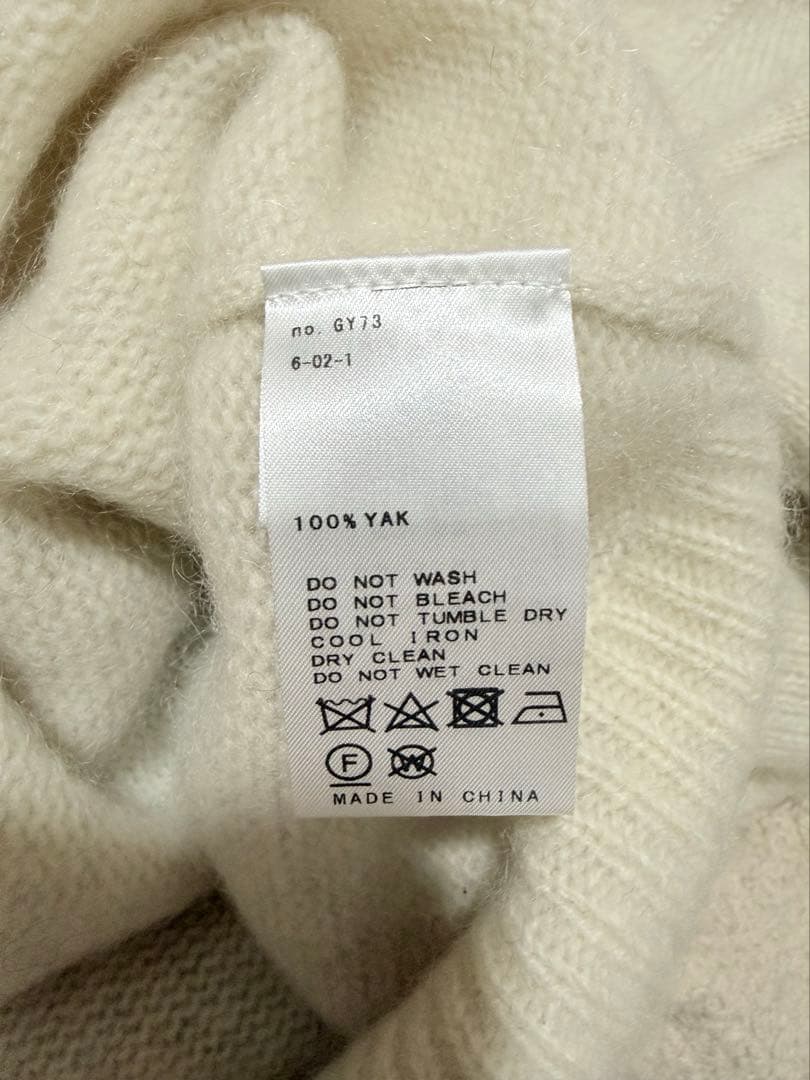 no. GY73
6-02-1
100% YAK
DO NOT WASH
DO NOT BLEACH
DO NOT TUMBLE DRY
COOL IRON
DRY CLEAN
DO NOT WET CLEAN
F W
MADE IN CHINA